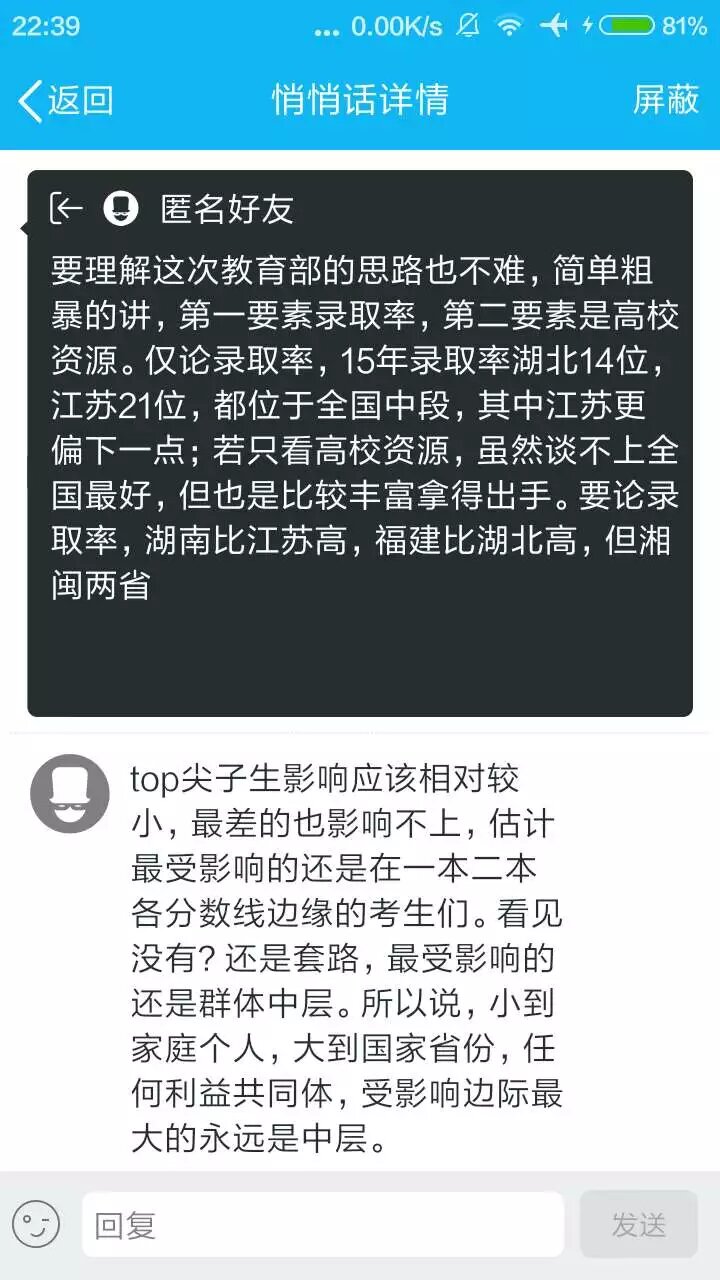 22:39
... 0.00K/s 81%
返回 悄悄话详情 屏蔽
匿名好友
要理解这次教育部的思路也不难，简单粗
暴的讲，第一要素录取率，第二要素是高校
资源。仅论录取率，15年录取率湖北14位，
江苏21位，都位于全国中段，其中江苏更
偏下一点；若只看高校资源，虽然谈不上全
国最好，但也是比较丰富拿得出手。要论录
取率，湖南比江苏高，福建比湖北高，但湘
闽两省
top尖子生影响应该相对较
小，最差的也影响不上，估计
最受影响的还是在一本二本
各分数线边缘的考生们。看见
没有？还是套路，最受影响的
还是群体中层。所以说，小到
家庭个人，大到国家省份，任
何利益共同体，受影响边际最
大的永远是中层。
回复 发送